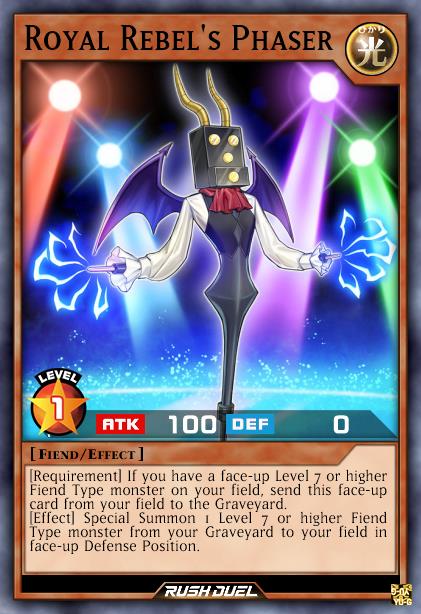 ROYAL REBEL'S PHASER
ひかり
光
LEVEL
1
ATK 100 DEF 0
[FIEND/EFFECT]
[Requirement] If you have a face-up Level 7 or higher
Fiend Type monster on your field, send this face-up
card from your field to the Graveyard.
[Effect] Special Summon 1 Level 7 or higher Fiend
Type monster from your Graveyard to your field in
face-up Defense Position.
RUSH DUEL